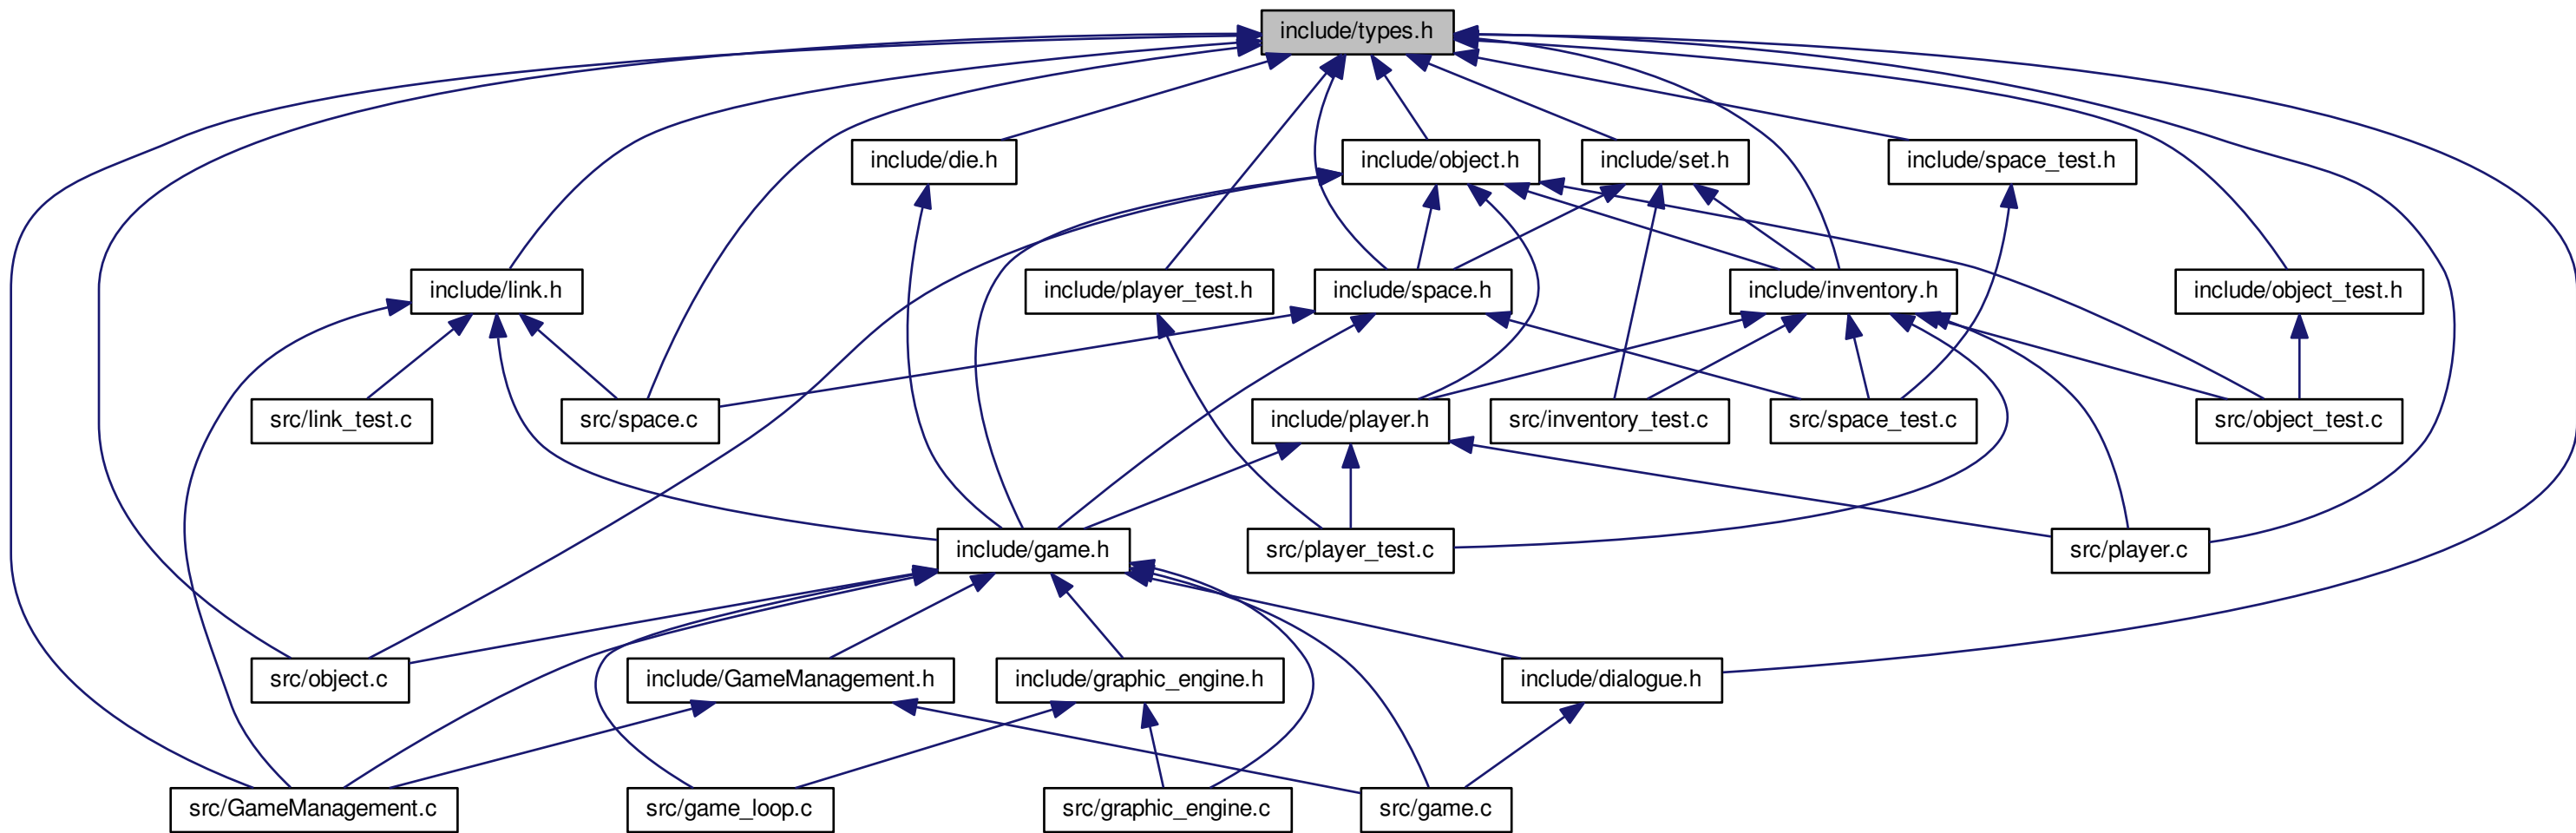 include/types.h
include/die.h
include/object.h
include/set.h
include/space_test.h
include/link.h
include/player_test.h
include/space.h
include/inventory.h
include/object_test.h
src/link_test.c
src/space.c
include/player.h
src/inventory_test.c
src/space_test.c
src/object_test.c
include/game.h
src/player_test.c
src/player.c
src/object.c
include/GameManagement.h
include/graphic_engine.h
include/dialogue.h
src/GameManagement.c
src/game_loop.c
src/graphic_engine.c
src/game.c